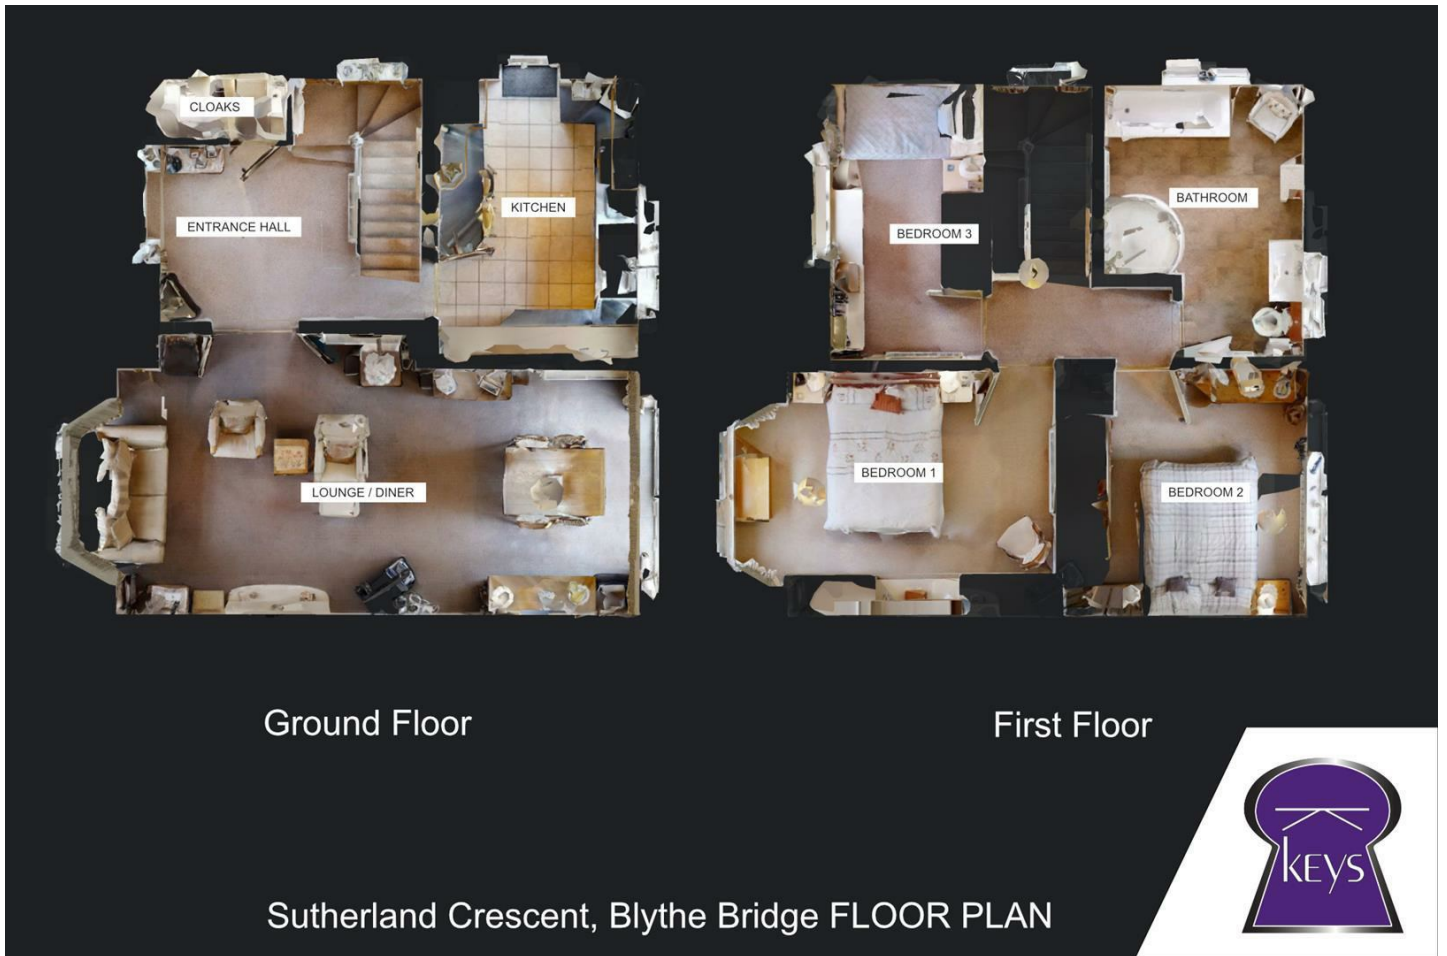 CLOAKS
ENTRANCE HALL
KITCHEN
LOUNGE / DINER
BEDROOM 3
BATHROOM
BEDROOM 1
BEDROOM 2
Ground Floor
First Floor
Sutherland Crescent, Blythe Bridge FLOOR PLAN
KEYS